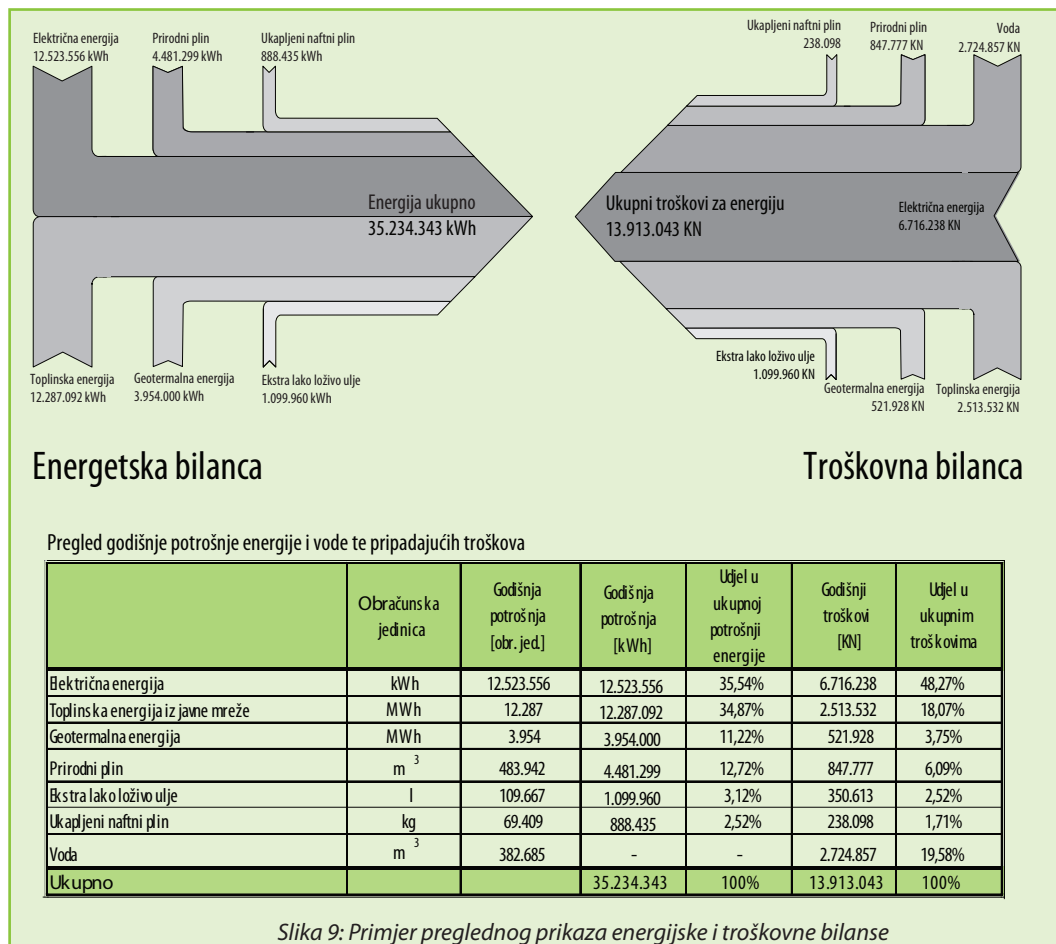 Električna energija
12.523.556 kWh
Prirodni plin
4.481.299 kWh
Ukapljeni naftni plin
888.435 kWh
Ukapljeni naftni plin
238.098
Prirodni plin
847.777 KN
Voda
2.724.857 KN
Energija ukupno
35.234.343 kWh
Ukupni troškovi za energiju
13.913.043 KN
Električna energija
6.716.238 KN
Toplinska energija
12.287.092 kWh
Geotermalna energija
3.954.000 kWh
Ekstra lako loživo ulje
1.099.960 kWh
Ekstra lako loživo ulje
1.099.960 KN
Geotermalna energija
521.928 KN
Toplinska energija
2.513.532 KN
Energetska bilanca
Troškovna bilanca
Pregled godišnje potrošnje energije i vode te pripadajućih troškova
Obračunska jedinica
Godišnja potrošnja [obr. jed.]
Godišnja potrošnja [kWh]
Udjel u ukupnoj potrošnji energije
Godišnji troškovi [KN]
Udjel u ukupnim troškovima
Električna energija kWh 12.523.556 12.523.556 35,54% 6.716.238 48,27%
Toplinska energija iz javne mreže MWh 12.287 12.287.092 34,87% 2.513.532 18,07%
Geotermalna energija MWh 3.954 3.954.000 11,22% 521.928 3,75%
Prirodni plin m 3 483.942 4.481.299 12,72% 847.777 6,09%
Ekstra lako loživo ulje l 109.667 1.099.960 3,12% 350.613 2,52%
Ukapljeni naftni plin kg 69.409 888.435 2,52% 238.098 1,71%
Voda m 3 382.685 - - 2.724.857 19,58%
Ukupno 35.234.343 100% 13.913.043 100%
Slika 9: Primjer preglednog prikaza energijske i troškovne bilanse